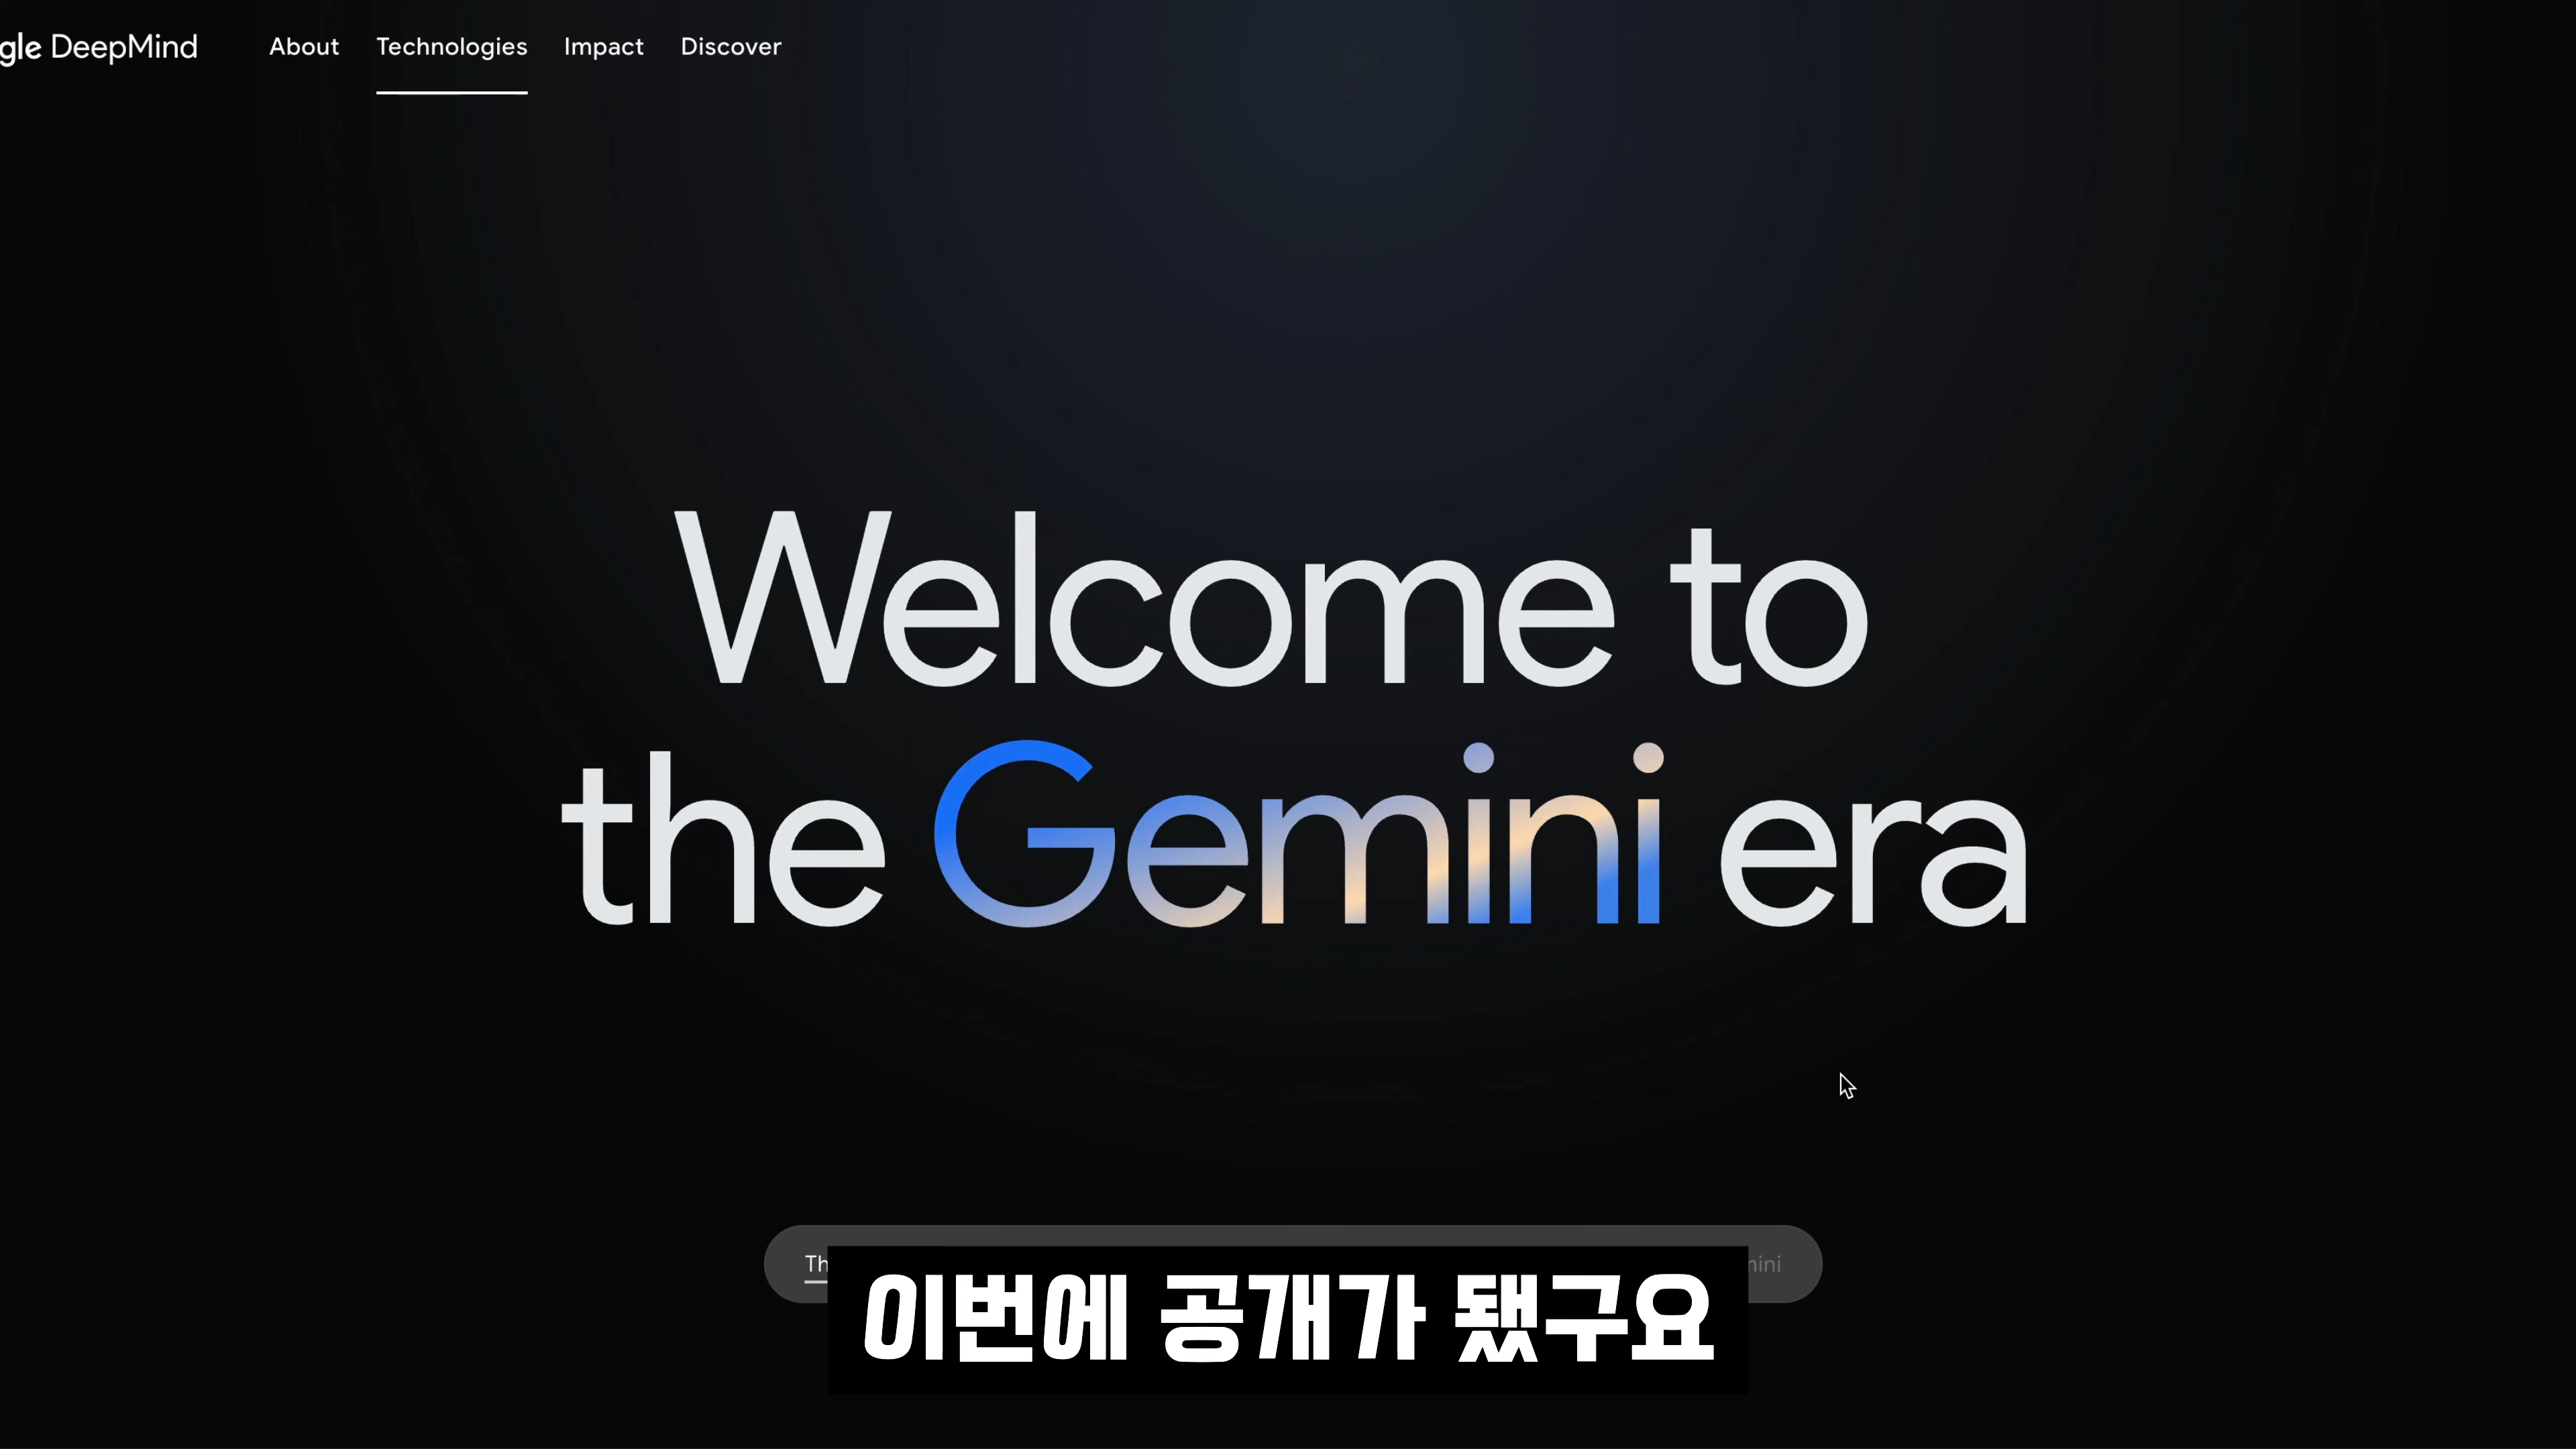 gle DeepMind About Technologies Impact Discover
Welcome to
the Gemini era
이번에 공개가 됐구요